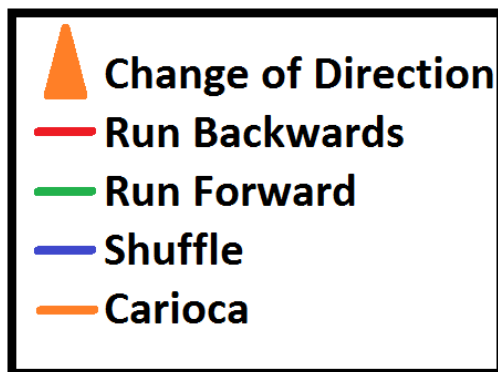 Change of Direction
Run Backwards
Run Forward
Shuffle
Carioca